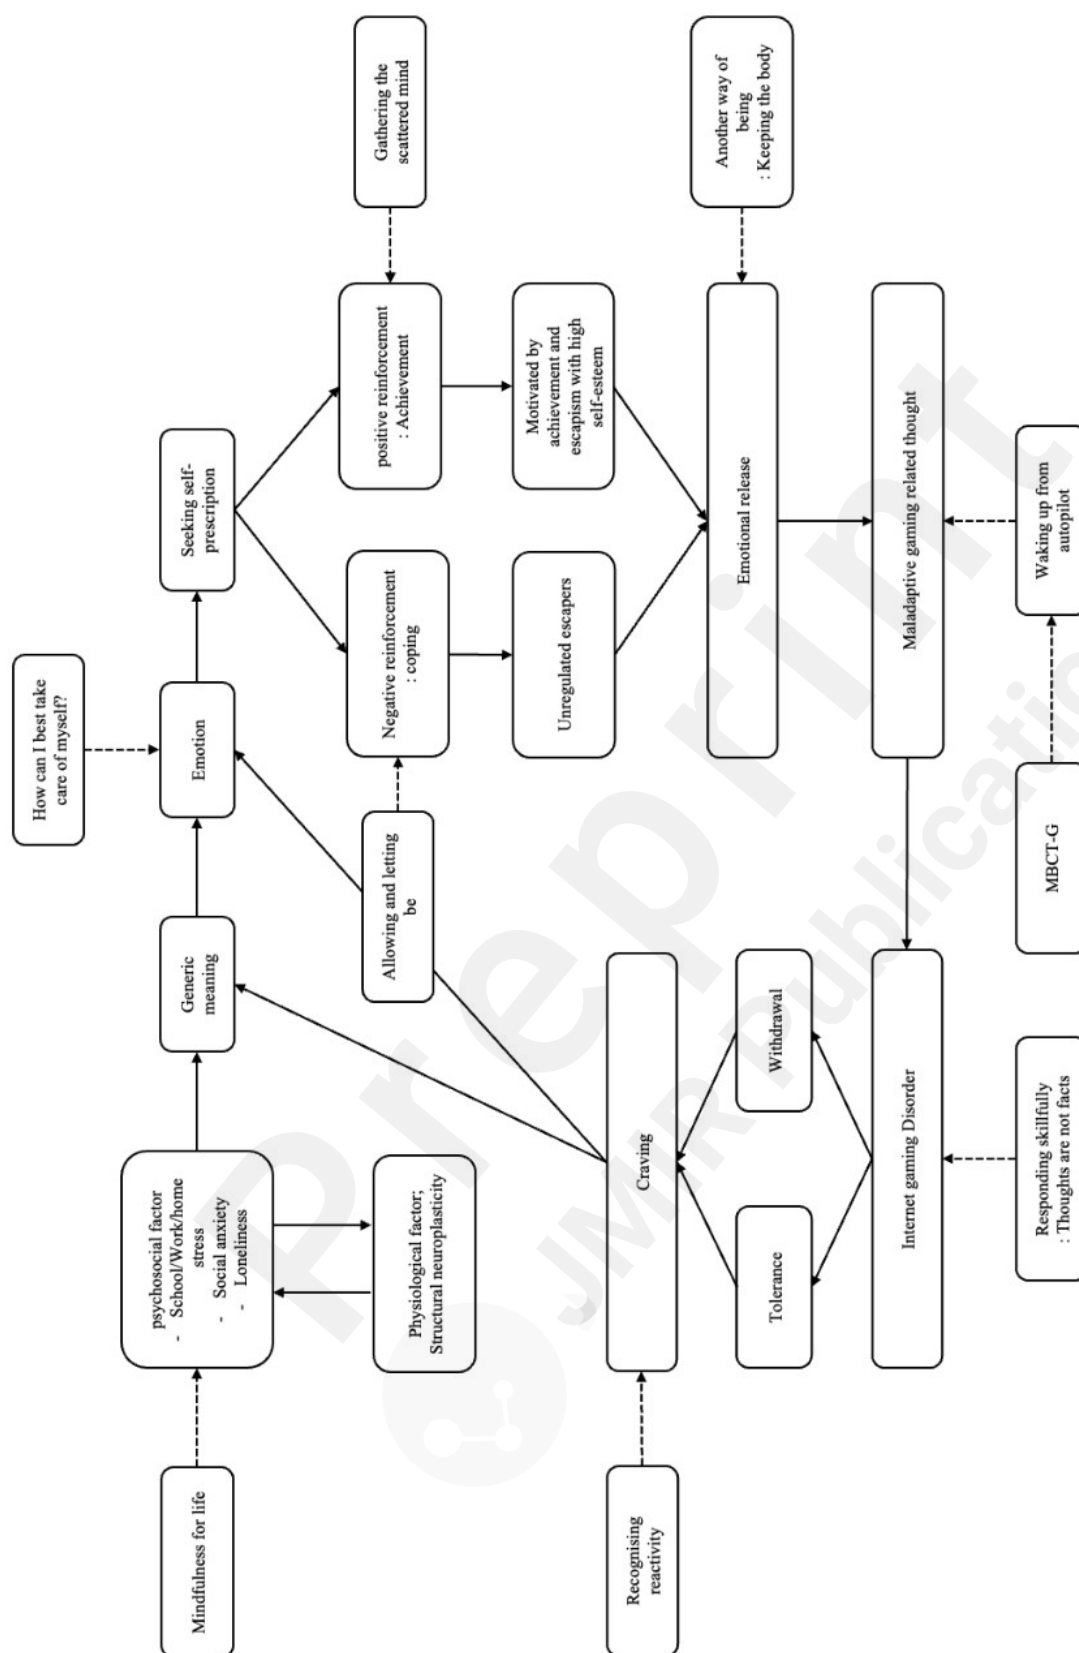 How can I best take
care of myself?
Mindfulness for life
psychosocial factor
- School/Work/home
stress
- Social anxiety
- Loneliness
Generic
meaning
Emotion
Seeking self-
prescription
Physiological factor;
Structural neuroplasticity
Allowing and letting
be
Negative reinforcement
: coping
positive reinforcement
: Achievement
Gathering the
scattered mind
Unregulated escapers
Motivated by
achievement and
escapism with high
self-esteem
Recognising
reactivity
Craving
Emotional release
Another way of
being
: Keeping the body
Tolerance
Withdrawal
Internet gaming Disorder
Maladaptive gaming related thought
Responding skillfully
: Thoughts are not facts
MBCT-G
Waking up from
autopilot
Preprint
JMR Publicatio